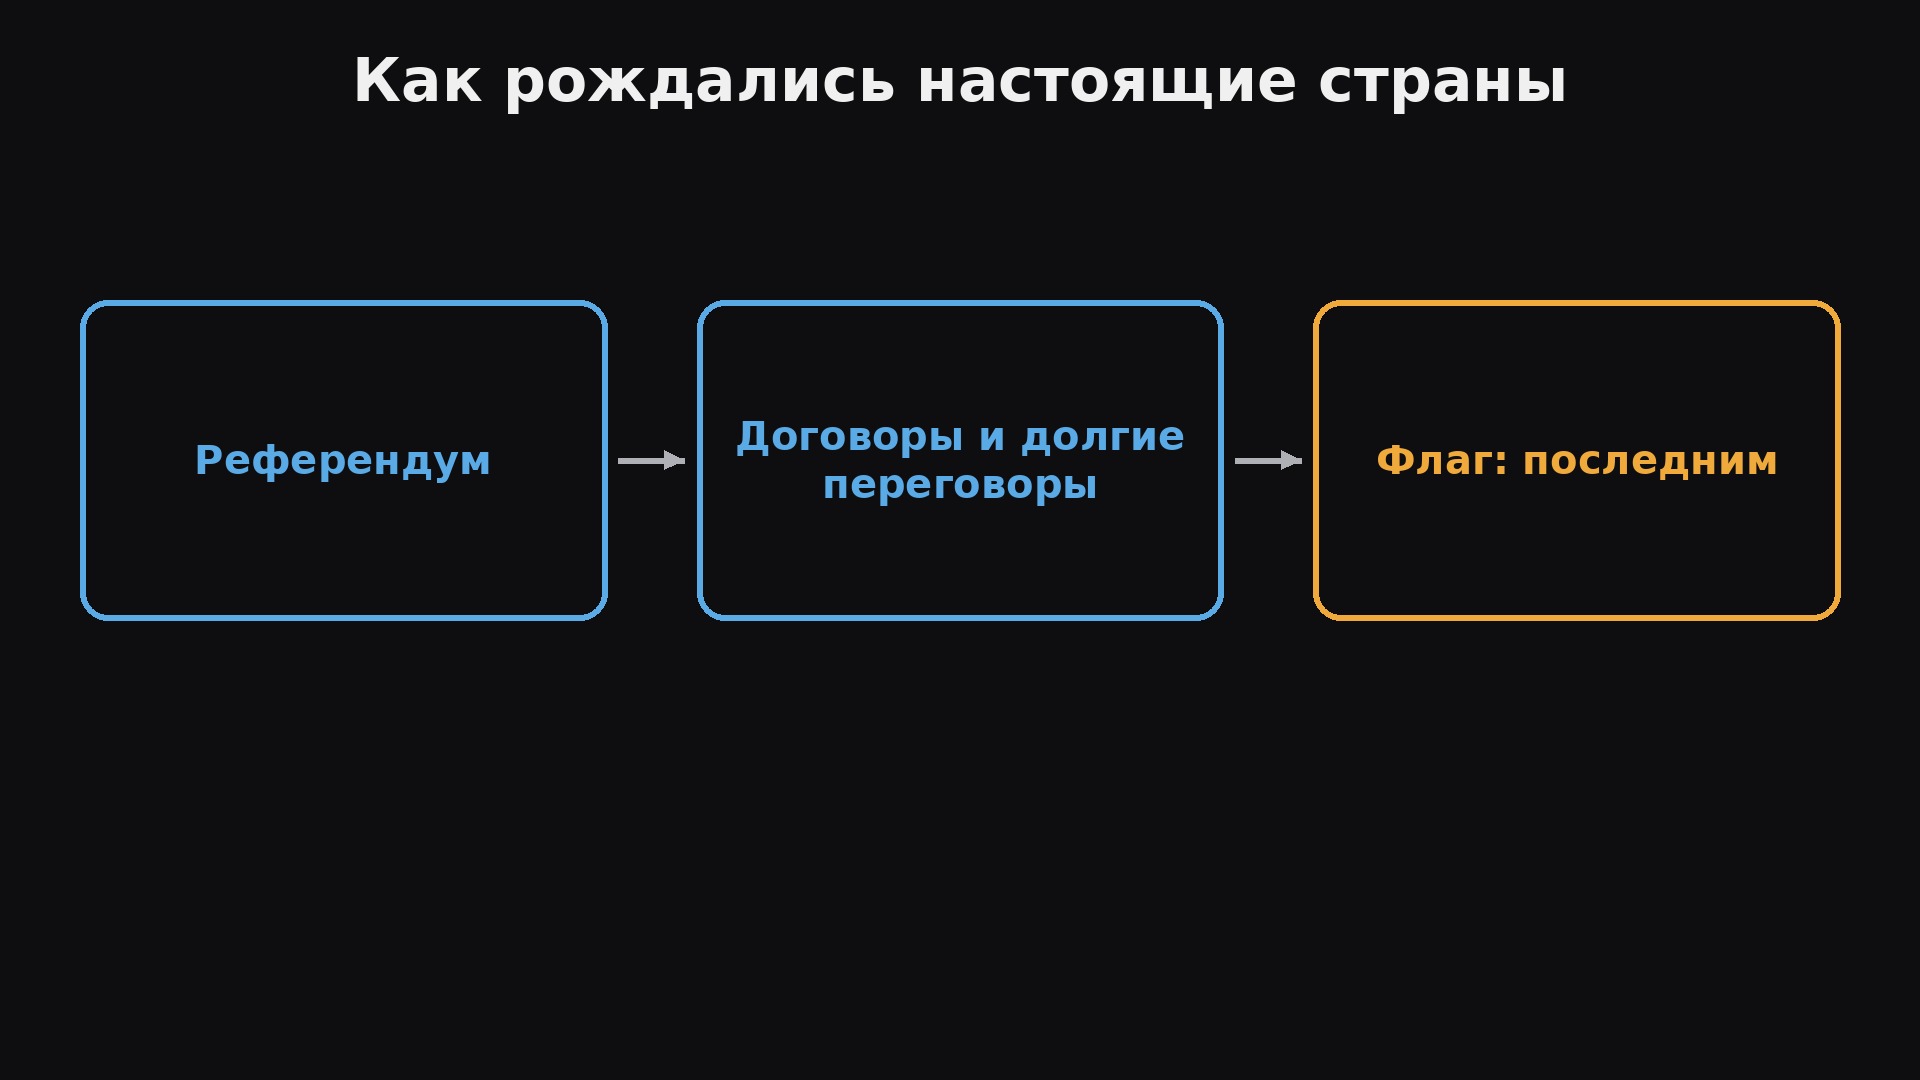 Как рождались настоящие страны
Референдум
Договоры и долгие
переговоры
Флаг: последним